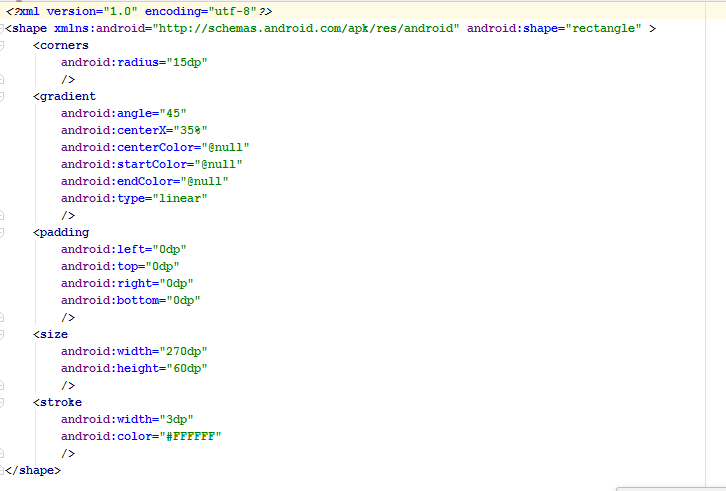 <?xml version="1.0" encoding="utf-8"?>
<shape xmlns:android="http://schemas.android.com/apk/res/android" android:shape="rectangle" >
    <corners
        android:radius="15dp"
        />
    <gradient
        android:angle="45"
        android:centerX="35%"
        android:centerColor="@null"
        android:startColor="@null"
        android:endColor="@null"
        android:type="linear"
        />
    <padding
        android:left="0dp"
        android:top="0dp"
        android:right="0dp"
        android:bottom="0dp"
        />
    <size
        android:width="270dp"
        android:height="60dp"
        />
    <stroke
        android:width="3dp"
        android:color="#FFFFFF"
        />
</shape>